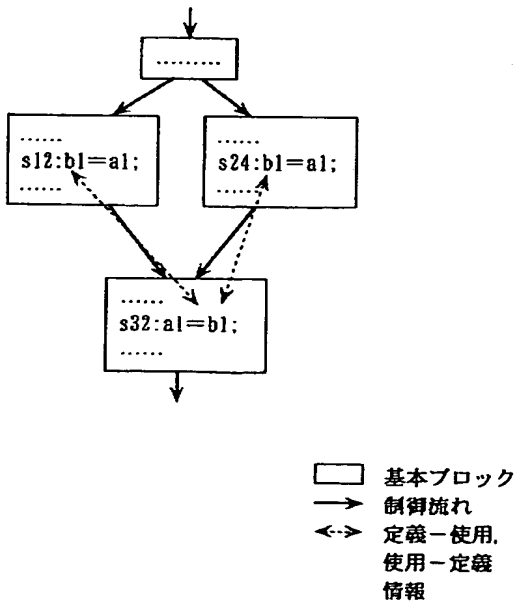 .........
......
s12:b1=a1;
......
......
s24:b1=a1;
......
......
s32:a1=b1;
......
基本ブロック
制御流れ
定義－使用,
使用－定義
情報